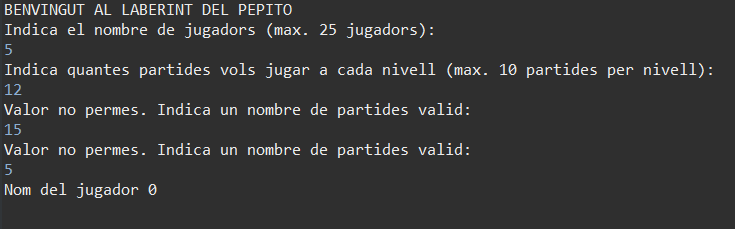 BENVINGUT AL LABERINT DEL PEPITO
Indica el nombre de jugadors (max. 25 jugadors):
5
Indica quantes partides vols jugar a cada nivell (max. 10 partides per nivell):
12
Valor no permes. Indica un nombre de partides valid:
15
Valor no permes. Indica un nombre de partides valid:
5
Nom del jugador 0